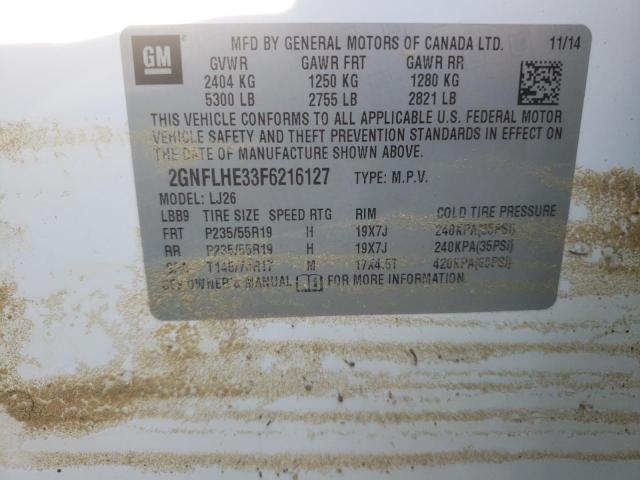 GM
MFD BY GENERAL MOTORS OF CANADA LTD. 11/14
GVWR GAWR FRT GAWR RR
2404 KG 1250 KG 1280 KG
5300 LB 2755 LB 2821 LB
THIS VEHICLE CONFORMS TO ALL APPLICABLE U.S. FEDERAL MOTOR
VEHICLE SAFETY AND THEFT PREVENTION STANDARDS IN EFFECT ON
THE DATE OF MANUFACTURE SHOWN ABOVE.
2GNFLHE33F6216127 TYPE: M.P.V.
MODEL: LJ26
LBB9 TIRE SIZE SPEED RTG RIM COLD TIRE PRESSURE
FRT P235/55R19 H 19X7J 240KPA(35PSI)
RR P235/55R19 H 19X7J 240KPA(35PSI)
M 17X4.5T 420KPA(60PSI)
SEE OWNER'S MANUAL FOR MORE INFORMATION